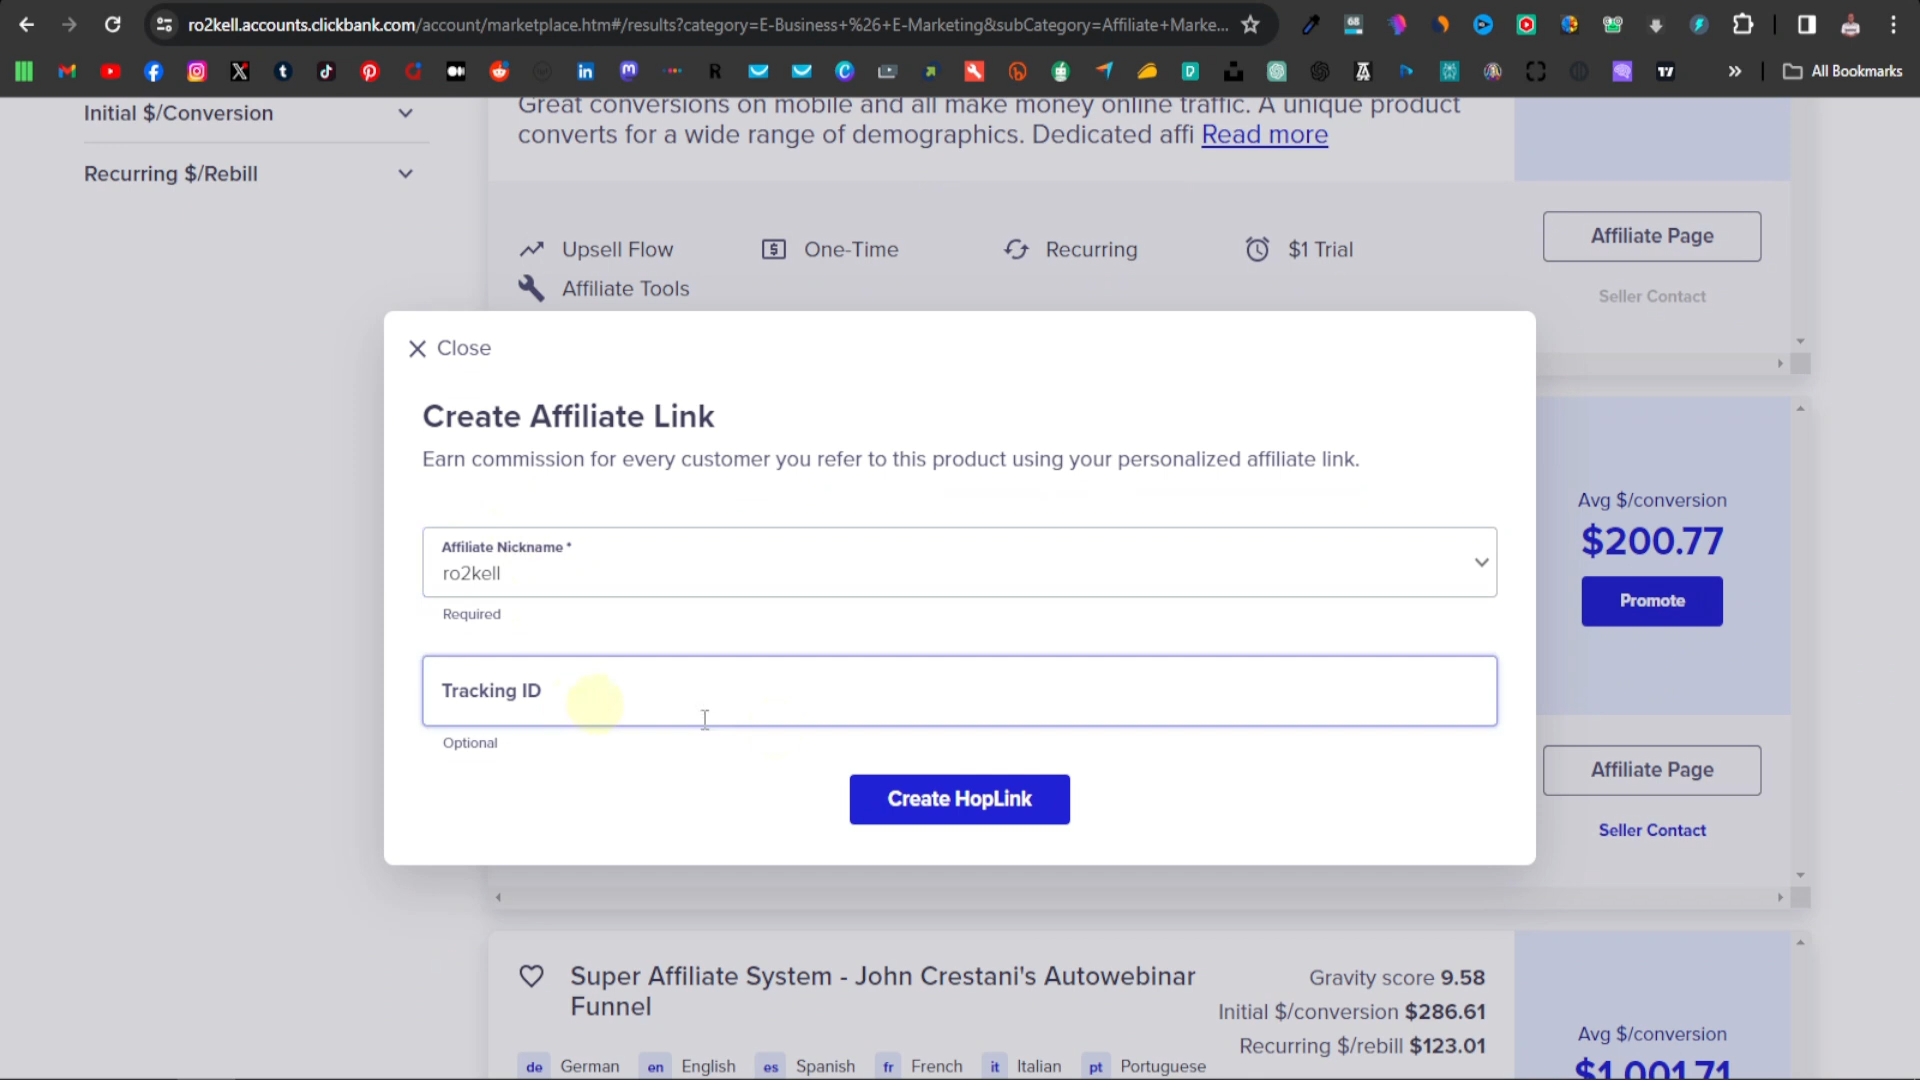 ro2kell.accounts.clickbank.com/account/marketplace.htm#/results?category=E-Business+%26+E-Marketing&subCategory=Affiliate+Marke...
All Bookmarks
Initial $/Conversion
Recurring $/Rebill
Great conversions on mobile and all make money online traffic. A unique product
converts for a wide range of demographics. Dedicated affi Read more
Upsell Flow One-Time Recurring $1 Trial
Affiliate Tools
Affiliate Page
Seller Contact
Close
Create Affiliate Link
Earn commission for every customer you refer to this product using your personalized affiliate link.
Affiliate Nickname *
ro2kell
Required
Tracking ID
Optional
Create HopLink
Avg $/conversion
$200.77
Promote
Affiliate Page
Seller Contact
Super Affiliate System - John Crestani's Autowebinar
Funnel
Gravity score 9.58
Initial $/conversion $286.61
Recurring $/rebill $123.01
de German en English es Spanish fr French it Italian pt Portuguese
Avg $/conversion
$1,001.71